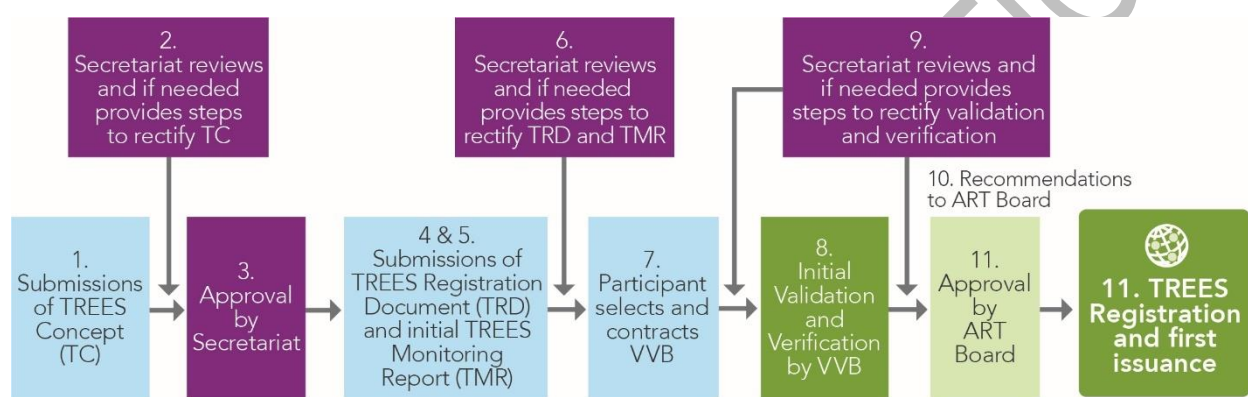 2.
Secretariat reviews
and if needed
provides steps
to rectify TC
6.
Secretariat reviews
and if needed
provides steps to
rectify TRD and TMR
9.
Secretariat reviews and
if needed provides
steps to rectify validation
and verification
10. Recommendations
to ART Board
1.
Submissions
of TREES
Concept
(TC)
3.
Approval
by
Secretariat
4 & 5.
Submissions of
TREES Registration
Document (TRD)
and initial TREES
Monitoring
Report (TMR)
7.
Participant
selects and
contracts
VVB
8.
Initial
Validation
and
Verification
by VVB
11.
Approval
by
ART
Board
11. TREES
Registration
and first
issuance